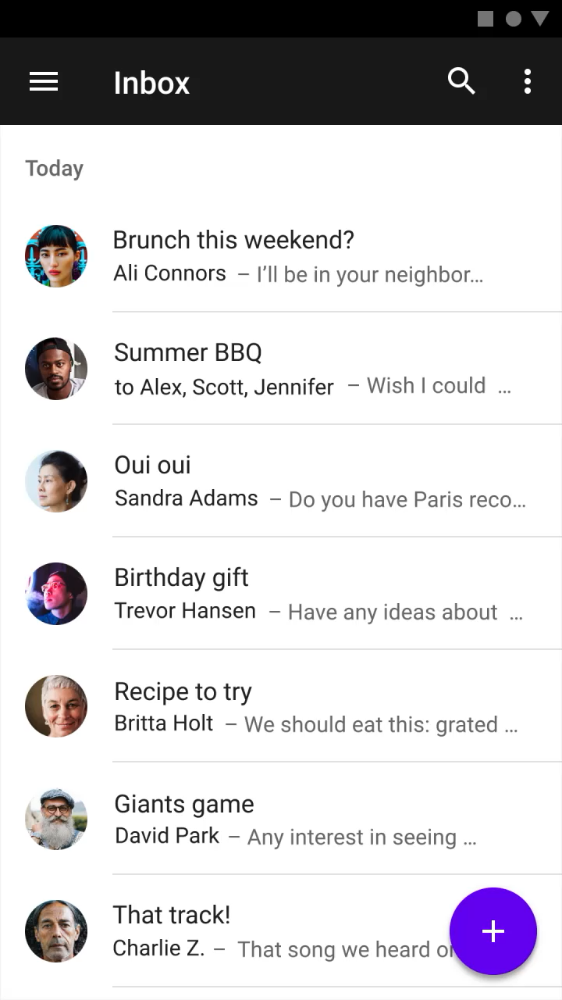 Inbox
Today
Brunch this weekend?
Ali Connors – I’ll be in your neighbor…
Summer BBQ
to Alex, Scott, Jennifer – Wish I could …
Oui oui
Sandra Adams – Do you have Paris reco…
Birthday gift
Trevor Hansen – Have any ideas about …
Recipe to try
Britta Holt – We should eat this: grated …
Giants game
David Park – Any interest in seeing …
That track!
Charlie Z. – That song we heard